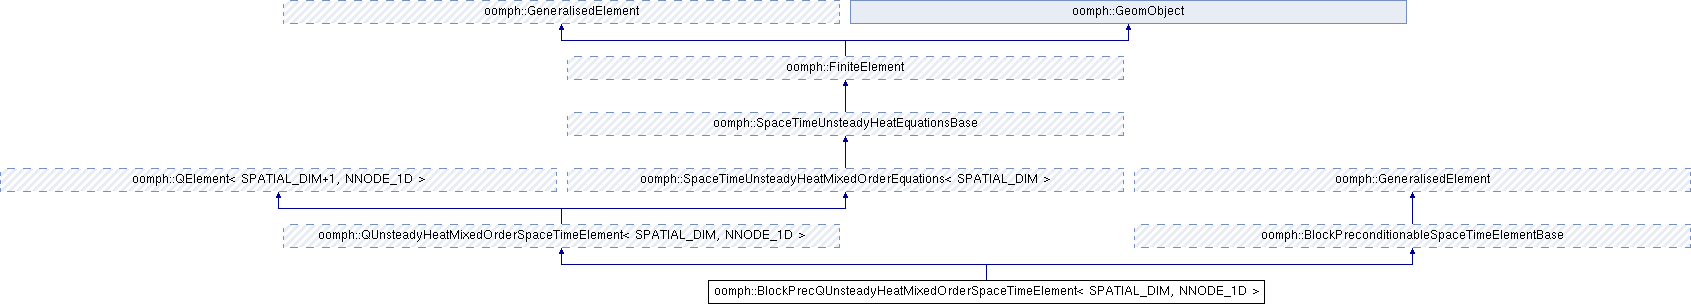 oomph::GeneralisedElement
oomph::GeomObject
oomph::FiniteElement
oomph::SpaceTimeUnsteadyHeatEquationsBase
oomph::QElement< SPATIAL_DIM+1, NNODE_1D >
oomph::SpaceTimeUnsteadyHeatMixedOrderEquations< SPATIAL_DIM >
oomph::GeneralisedElement
oomph::QUnsteadyHeatMixedOrderSpaceTimeElement< SPATIAL_DIM, NNODE_1D >
oomph::BlockPreconditionableSpaceTimeElementBase
oomph::BlockPrecQUnsteadyHeatMixedOrderSpaceTimeElement< SPATIAL_DIM, NNODE_1D >